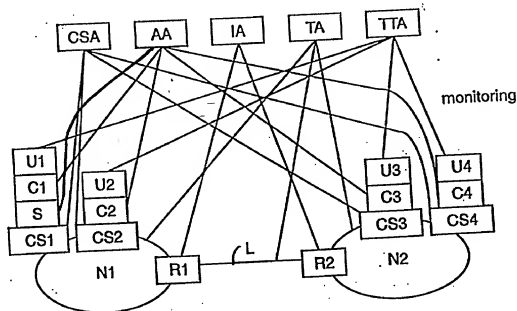 CSA AA IA TA TTA
monitoring
U1 U2 U3 U4
C1 C2 C3 C4
S
CS1 CS2 CS3 CS4
L
N1 R1 R2 N2